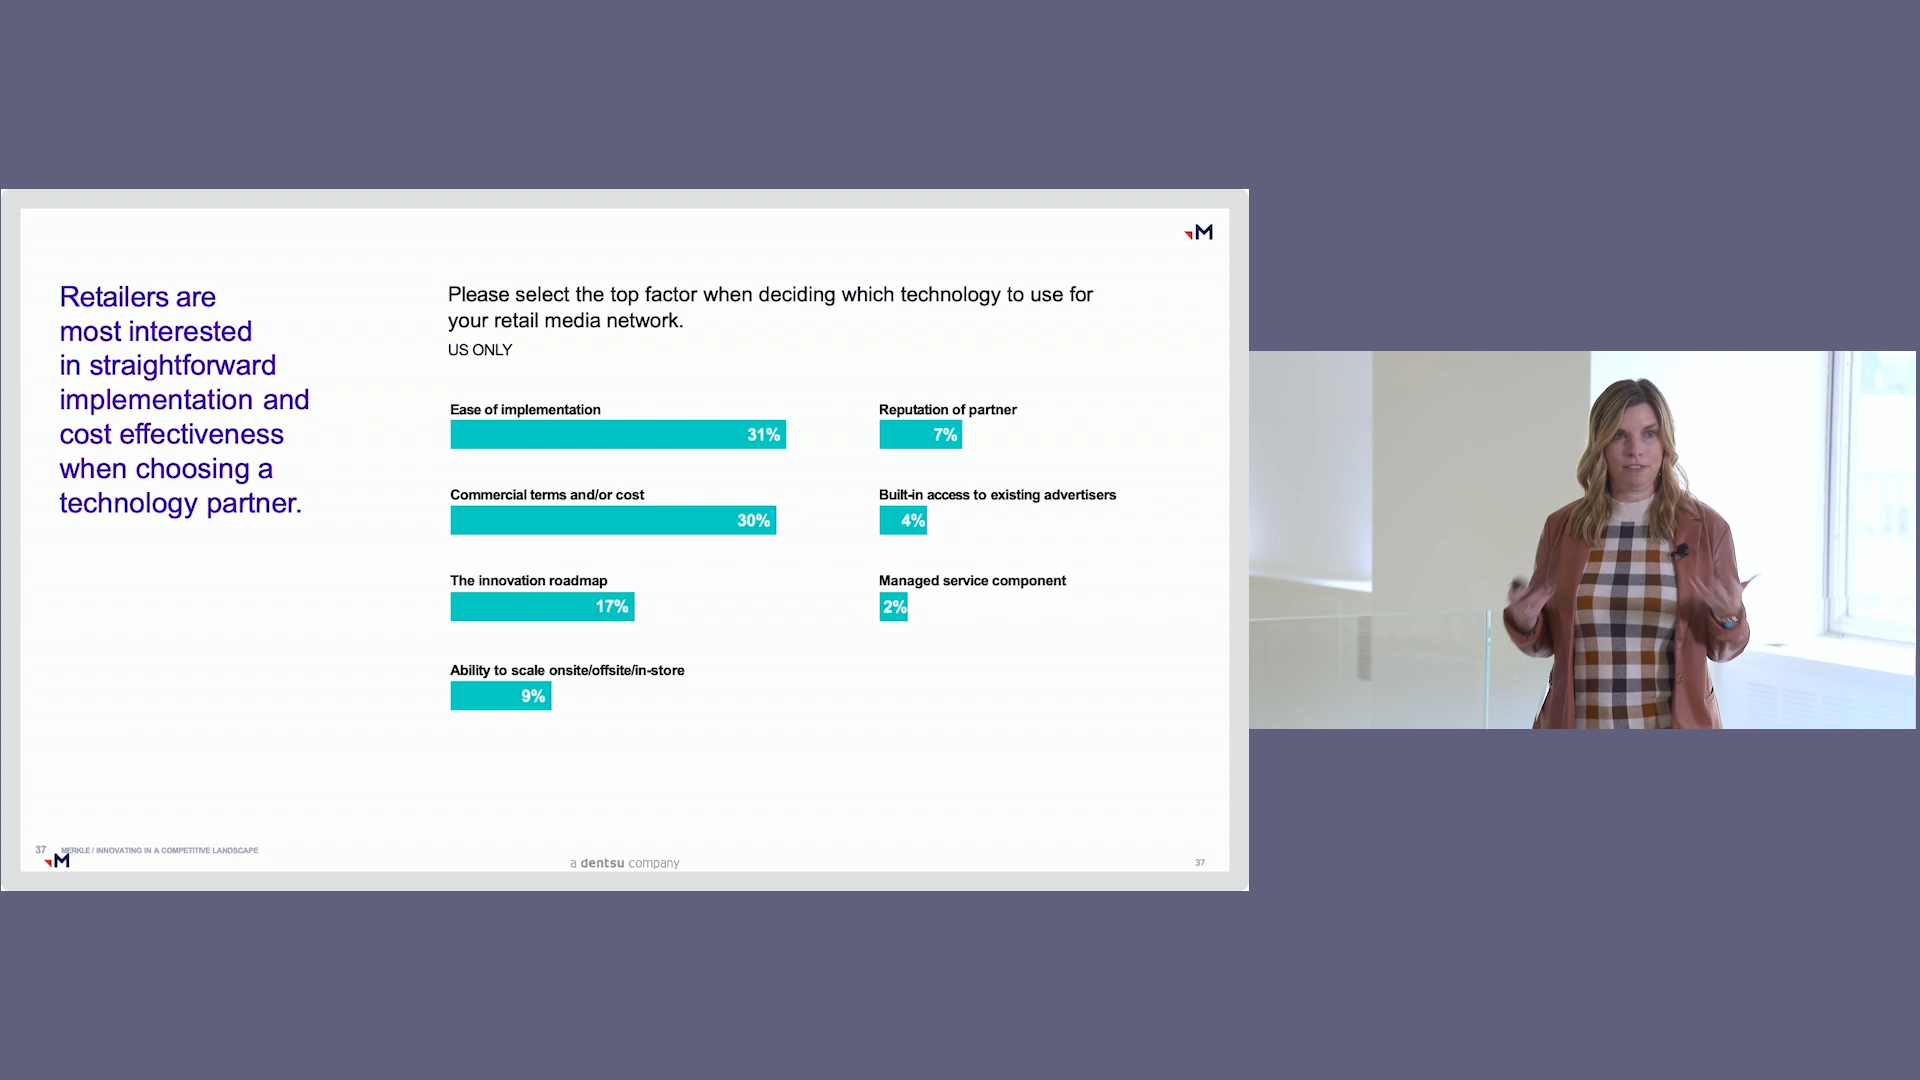 M
Retailers are
most interested
in straightforward
implementation and
cost effectiveness
when choosing a
technology partner.
Please select the top factor when deciding which technology to use for
your retail media network.
US ONLY
Ease of implementation
31%
Commercial terms and/or cost
30%
The innovation roadmap
17%
Ability to scale onsite/offsite/in-store
9%
Reputation of partner
7%
Built-in access to existing advertisers
4%
Managed service component
2%
37 MERKLE / INNOVATING IN A COMPETITIVE LANDSCAPE
M
a dentsu company
37